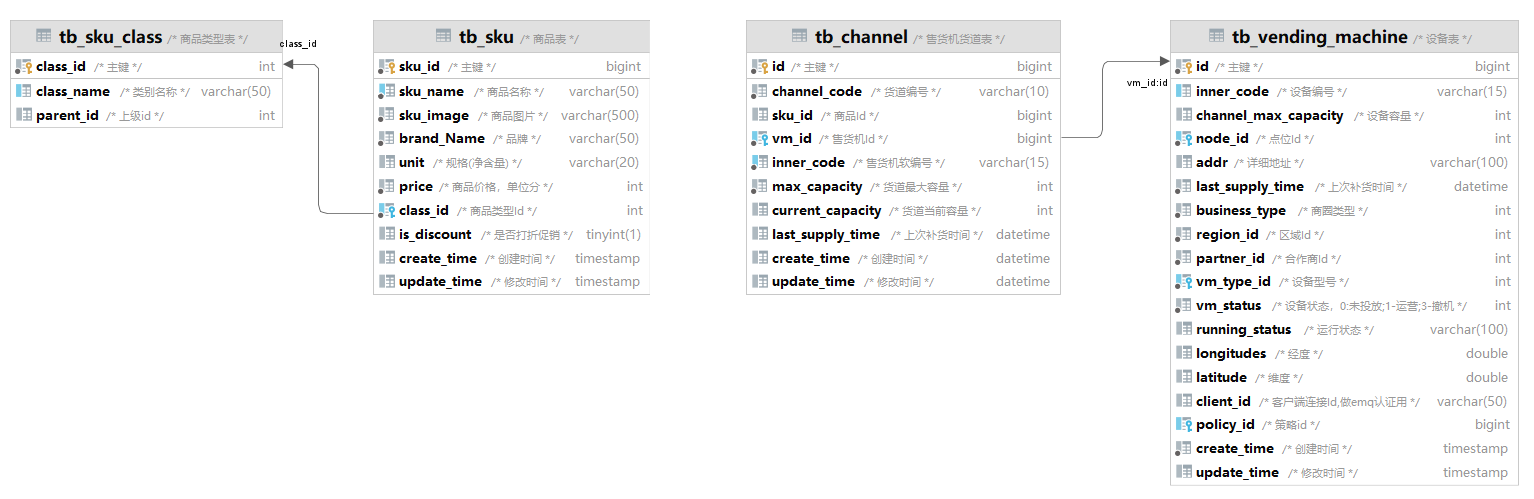 tb_sku_class /* 商品类型表 */
class_id /* 主键 */ int
class_name /* 类别名称 */ varchar(50)
parent_id /* 上级id */ int
class_id
tb_sku /* 商品表 */
sku_id /* 主键 */ bigint
sku_name /* 商品名称 */ varchar(50)
sku_image /* 商品图片 */ varchar(500)
brand_Name /* 品牌 */ varchar(50)
unit /* 规格(净含量) */ varchar(20)
price /* 商品价格，单位分 */ int
class_id /* 商品类型Id */ int
is_discount /* 是否打折促销 */ tinyint(1)
create_time /* 创建时间 */ timestamp
update_time /* 修改时间 */ timestamp
tb_channel /* 售货机货道表 */
id /* 主键 */ bigint
channel_code /* 货道编号 */ varchar(10)
sku_id /* 商品Id */ bigint
vm_id /* 售货机Id */ bigint
inner_code /* 售货机软编号 */ varchar(15)
max_capacity /* 货道最大容量 */ int
current_capacity /* 货道当前容量 */ int
last_supply_time /* 上次补货时间 */ datetime
create_time /* 创建时间 */ datetime
update_time /* 修改时间 */ datetime
vm_id:id
tb_vending_machine /* 设备表 */
id /* 主键 */ bigint
inner_code /* 设备编号 */ varchar(15)
channel_max_capacity /* 设备容量 */ int
node_id /* 点位Id */ int
addr /* 详细地址 */ varchar(100)
last_supply_time /* 上次补货时间 */ datetime
business_type /* 商圈类型 */ int
region_id /* 区域Id */ int
partner_id /* 合作商Id */ int
vm_type_id /* 设备型号 */ int
vm_status /* 设备状态，0:未投放;1-运营;3-撤机 */ int
running_status /* 运行状态 */ varchar(100)
longitudes /* 经度 */ double
latitude /* 维度 */ double
client_id /* 客户端连接Id,做emq认证用 */ varchar(50)
policy_id /* 策略id */ bigint
create_time /* 创建时间 */ timestamp
update_time /* 修改时间 */ timestamp